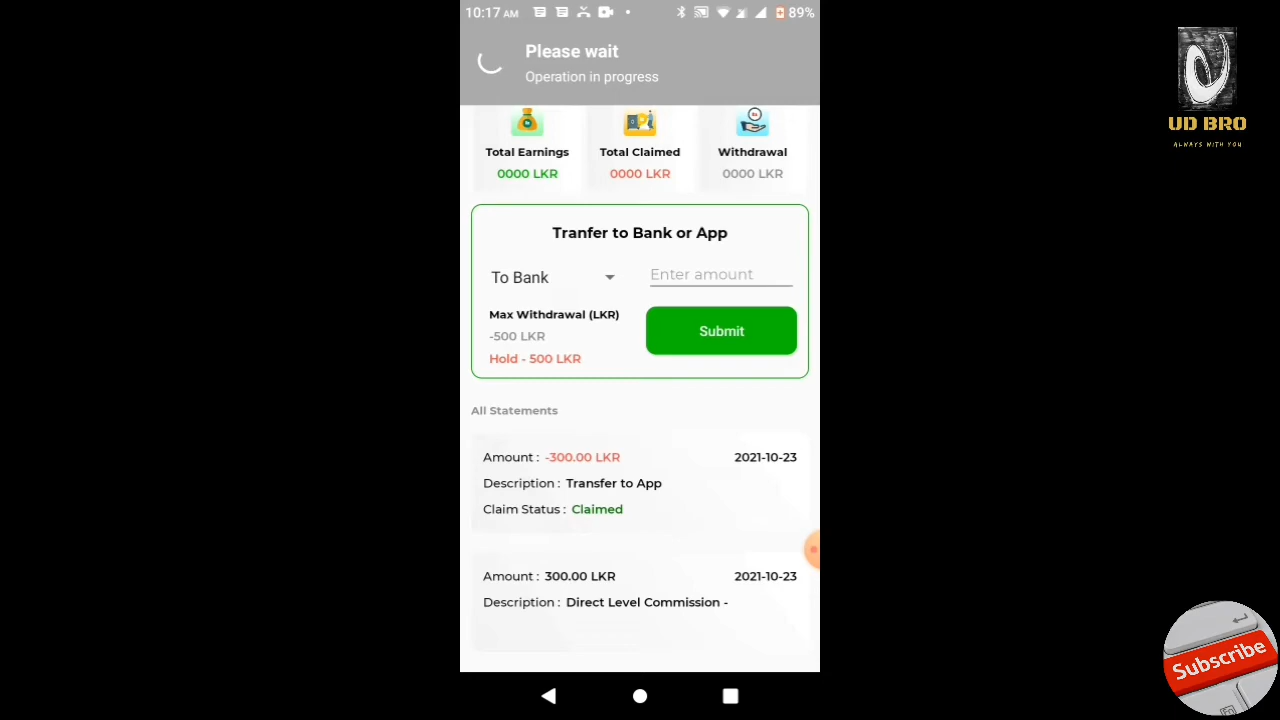 10:17 AM 89%
Please wait
Operation in progress
Total Earnings Total Claimed Withdrawal
0000 LKR 0000 LKR 0000 LKR
Tranfer to Bank or App
To Bank Enter amount
Max Withdrawal (LKR)
-500 LKR
Submit
Hold - 500 LKR
All Statements
Amount : -300.00 LKR 2021-10-23
Description : Transfer to App
Claim Status : Claimed
Amount : 300.00 LKR 2021-10-23
Description : Direct Level Commission -
UD BRO
ALWAYS WITH YOU
Subscribe